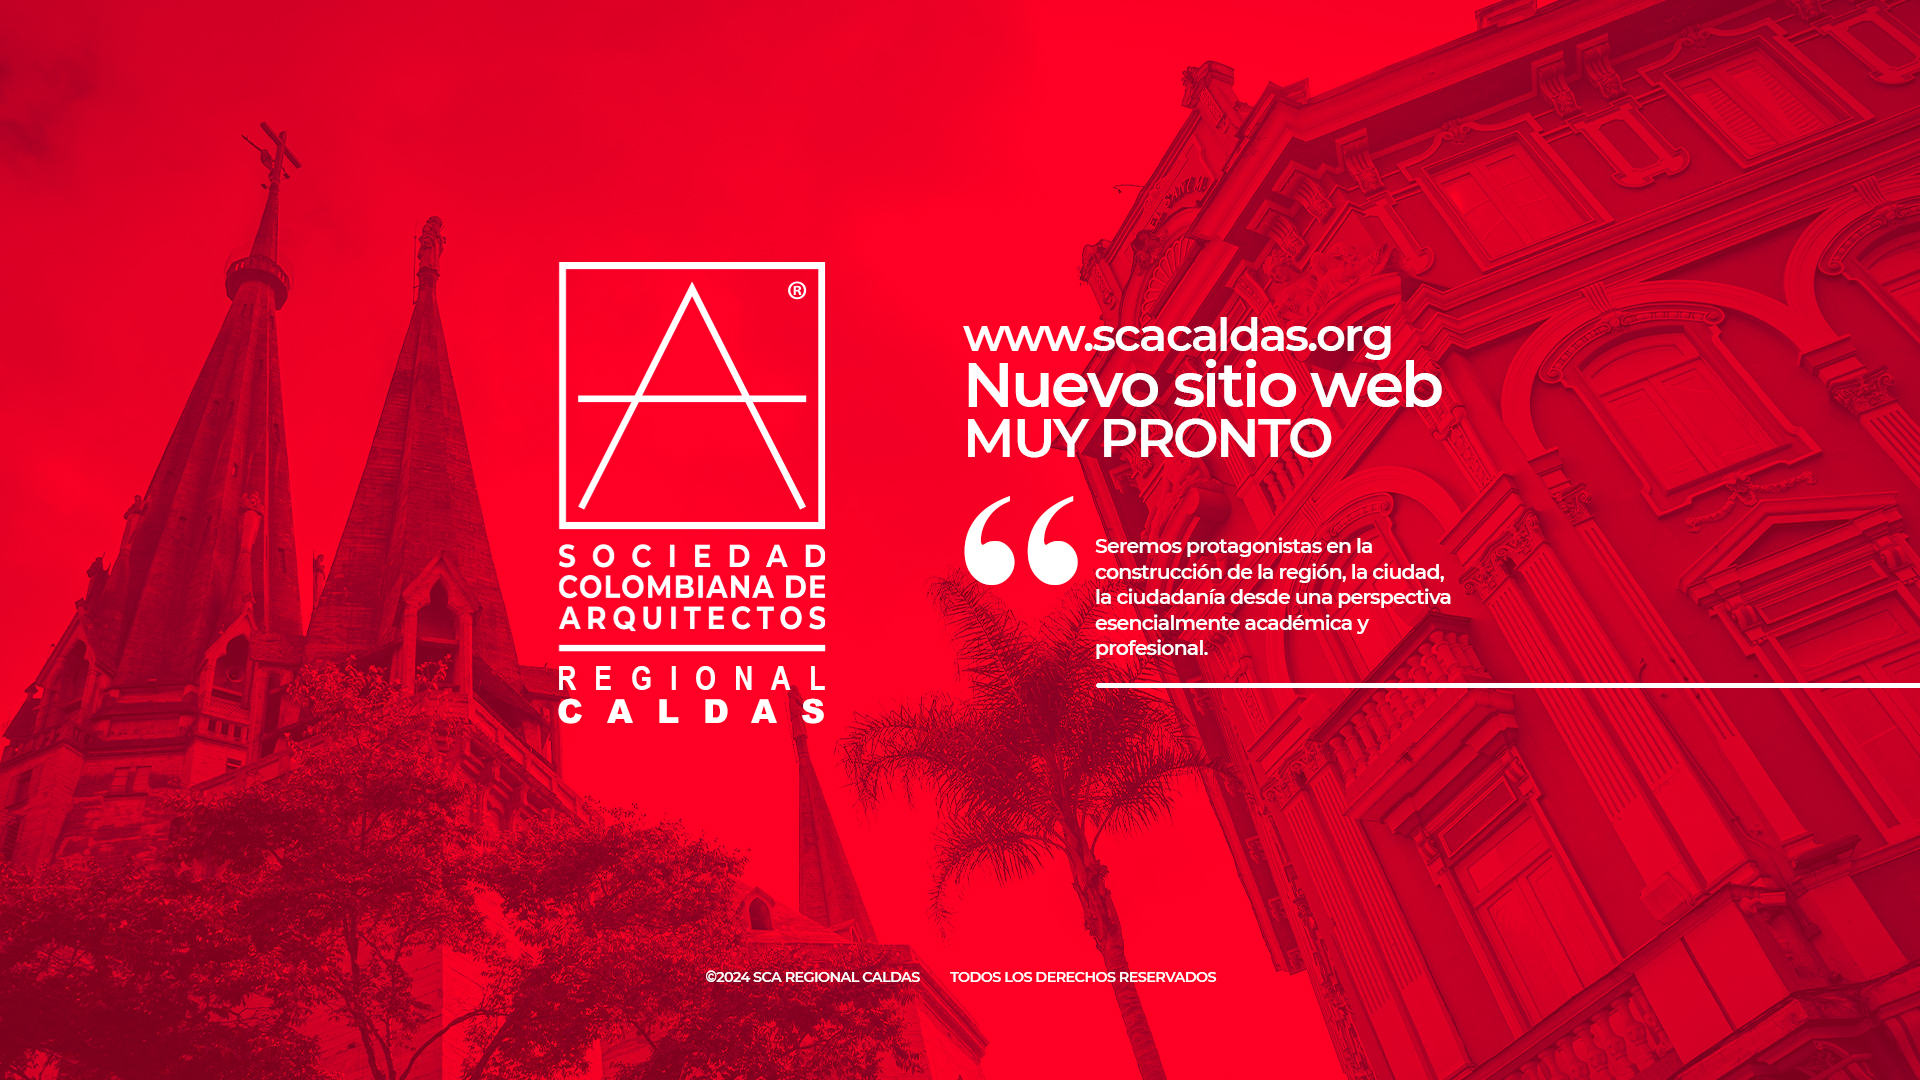 ®
SOCIEDAD
COLOMBIANA DE
ARQUITECTOS
REGIONAL
CALDAS
www.scacaldas.org
Nuevo sitio web
MUY PRONTO
“
Seremos protagonistas en la
construcción de la región, la ciudad,
la ciudadanía desde una perspectiva
esencialmente académica y
profesional.
©2024 SCA REGIONAL CALDAS TODOS LOS DERECHOS RESERVADOS